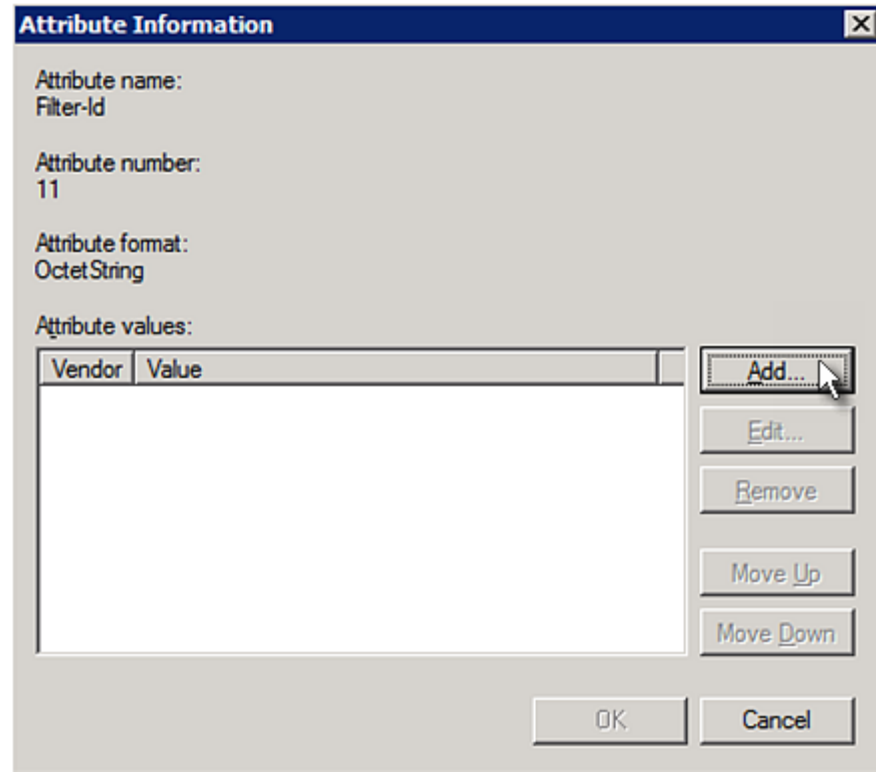 Attribute Information
Attribute name:
Filter-Id
Attribute number:
11
Attribute format:
OctetString
Attribute values:
Vendor Value
Add...
Edit...
Remove
Move Up
Move Down
OK Cancel